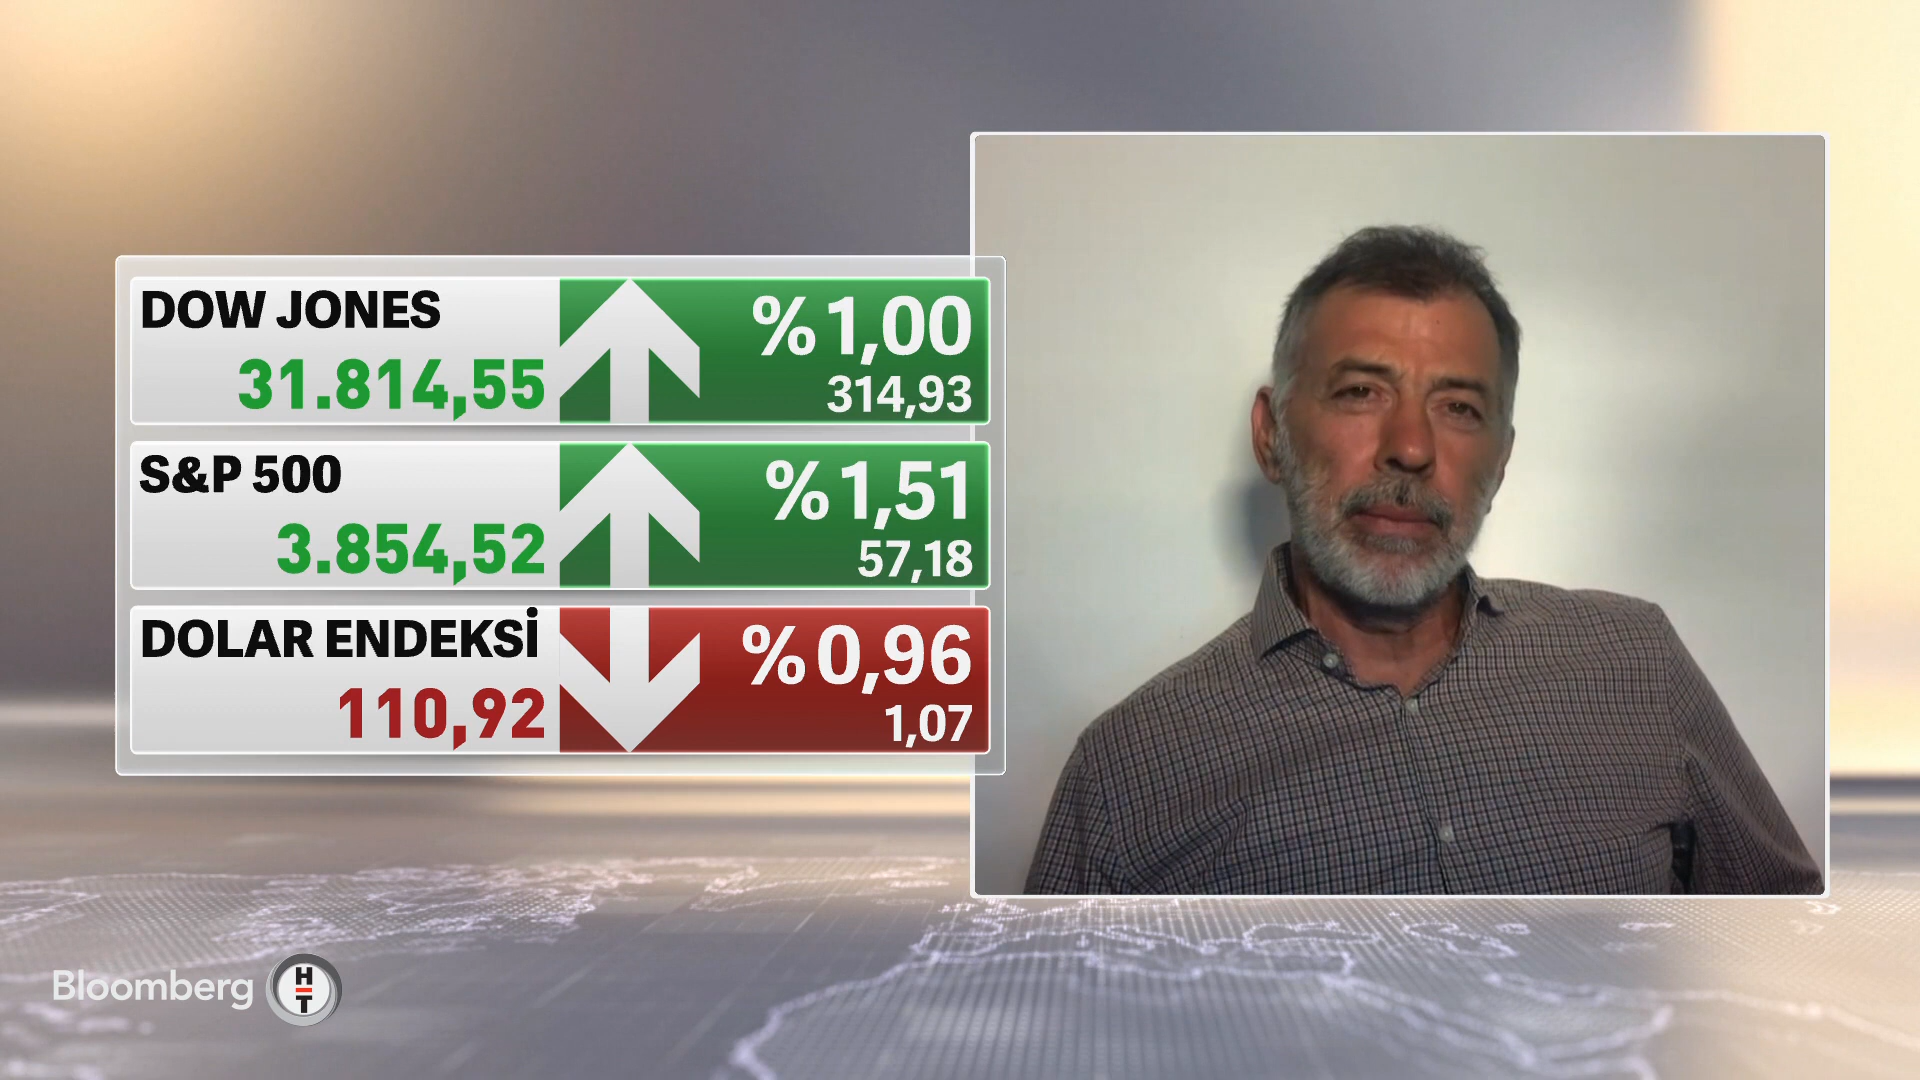 DOW JONES
31.814,55
%1,00
314,93
S&P 500
3.854,52
%1,51
57,18
DOLAR ENDEKSİ
110,92
%0,96
1,07
Bloomberg HT